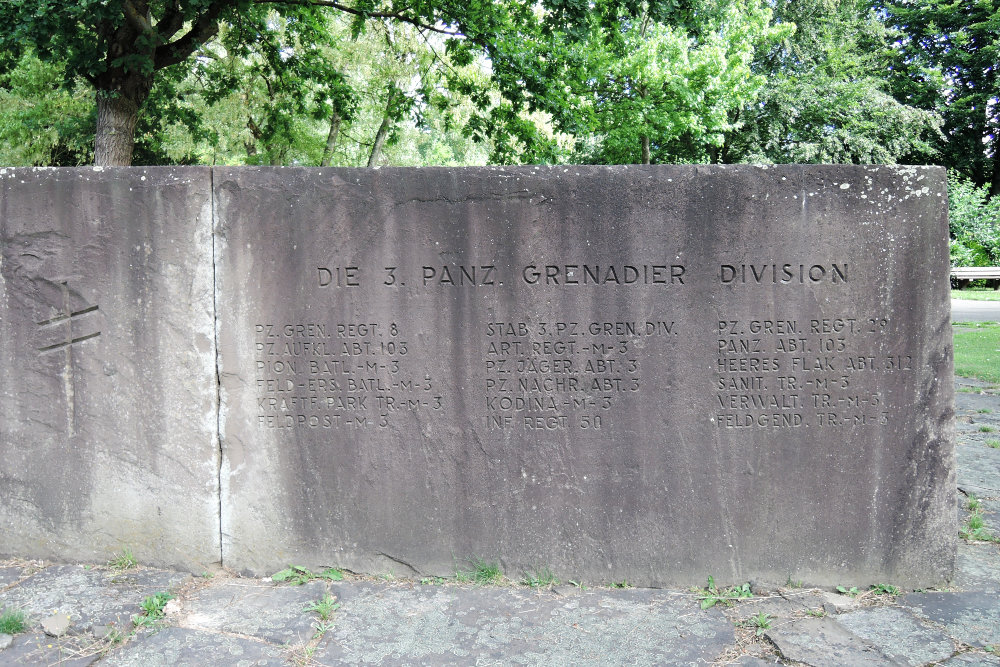 DIE 3. PANZ. GRENADIER DIVISION
PZ.GREN. REGT. 8
PZ.AUFKL. ABT. 103
PION. BATL.-M-3
FELD-ERS. BATL.-M-3
KRAFTF. PARK TR.-M-3
FELDPOST-M-3
STAB 3. PZ. GREN. DIV.
ART. REGT.-M-3
PZ. JÄGER. ABT. 3
PZ. NACHR. ABT. 3
KODINA-M-3
INF. REGT. 50
PZ. GREN. REGT. 29
PANZ. ABT. 103
HEERES FLAK ABT. 312
SANIT. TR.-M-3
VERWALT. TR.-M-3
FELDGEND. TR.-M-3